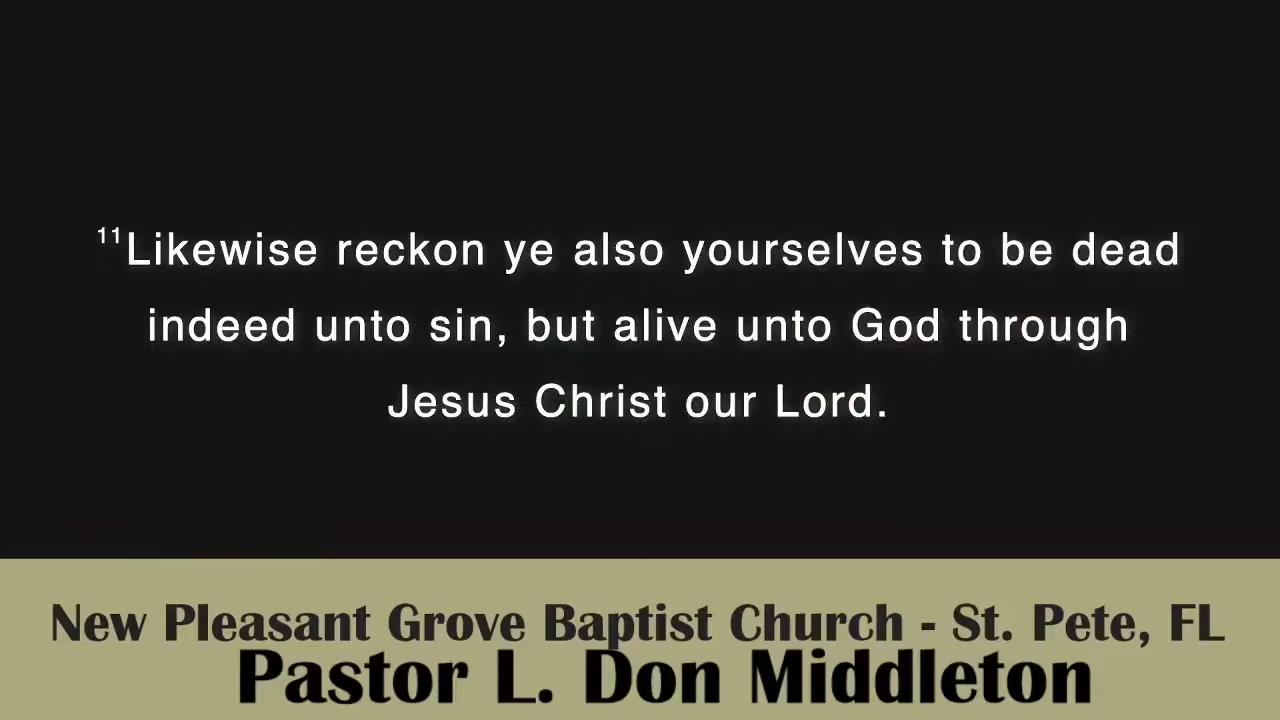 ¹¹Likewise reckon ye also yourselves to be dead
indeed unto sin, but alive unto God through
Jesus Christ our Lord.
New Pleasant Grove Baptist Church - St. Pete, FL
Pastor L. Don Middleton